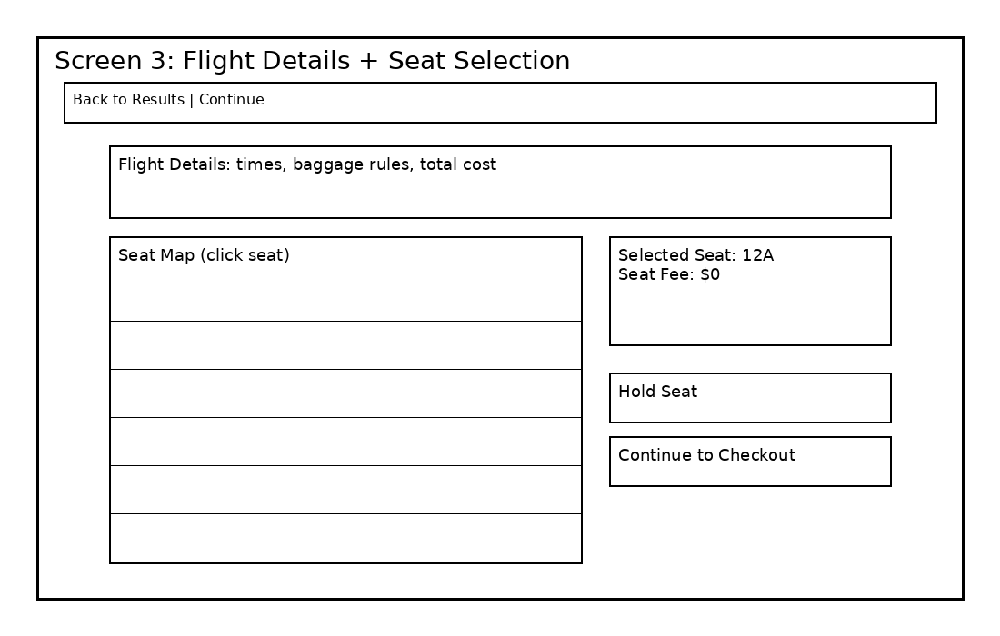 Screen 3: Flight Details + Seat Selection
Back to Results | Continue
Flight Details: times, baggage rules, total cost
Seat Map (click seat)
Selected Seat: 12A
Seat Fee: $0
Hold Seat
Continue to Checkout